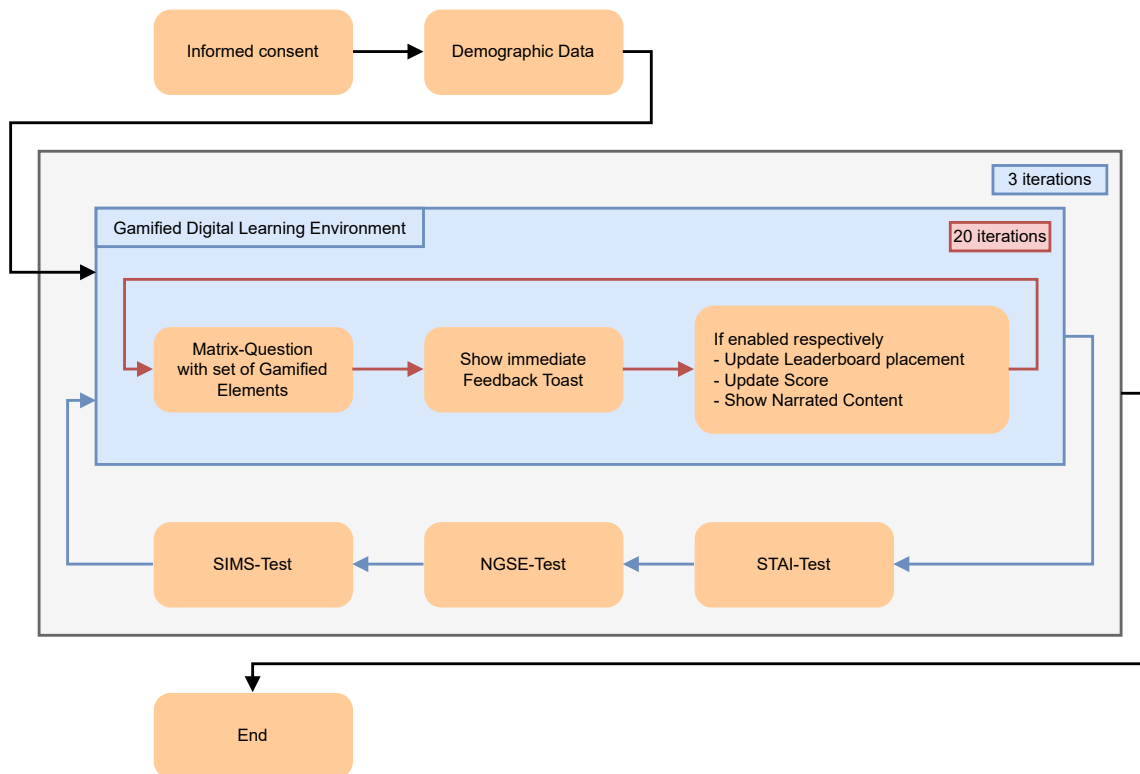 Informed consent
Demographic Data
3 iterations
Gamified Digital Learning Environment
20 iterations
Matrix-Question
with set of Gamified
Elements
Show immediate
Feedback Toast
If enabled respectively
- Update Leaderboard placement
- Update Score
- Show Narrated Content
SIMS-Test
NGSE-Test
STAI-Test
End